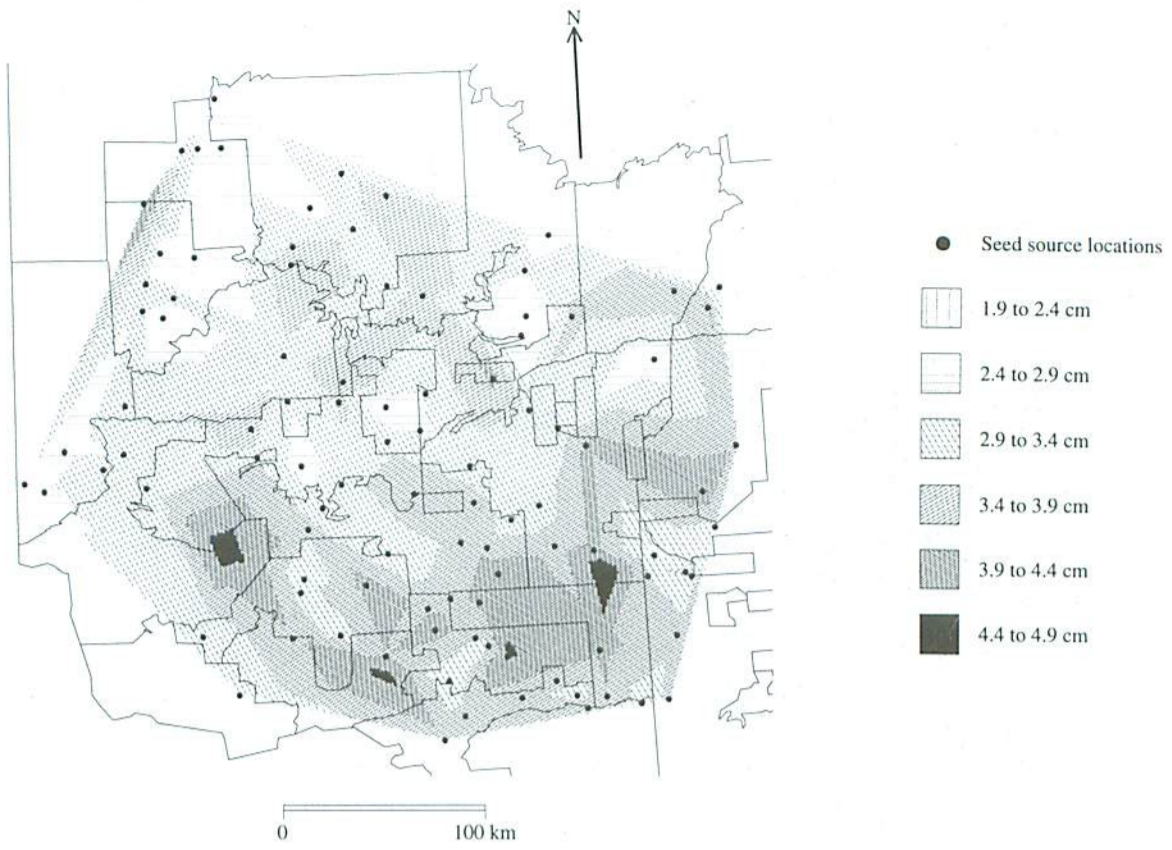 N
Seed source locations
1.9 to 2.4 cm
2.4 to 2.9 cm
2.9 to 3.4 cm
3.4 to 3.9 cm
3.9 to 4.4 cm
4.4 to 4.9 cm
0 100 km